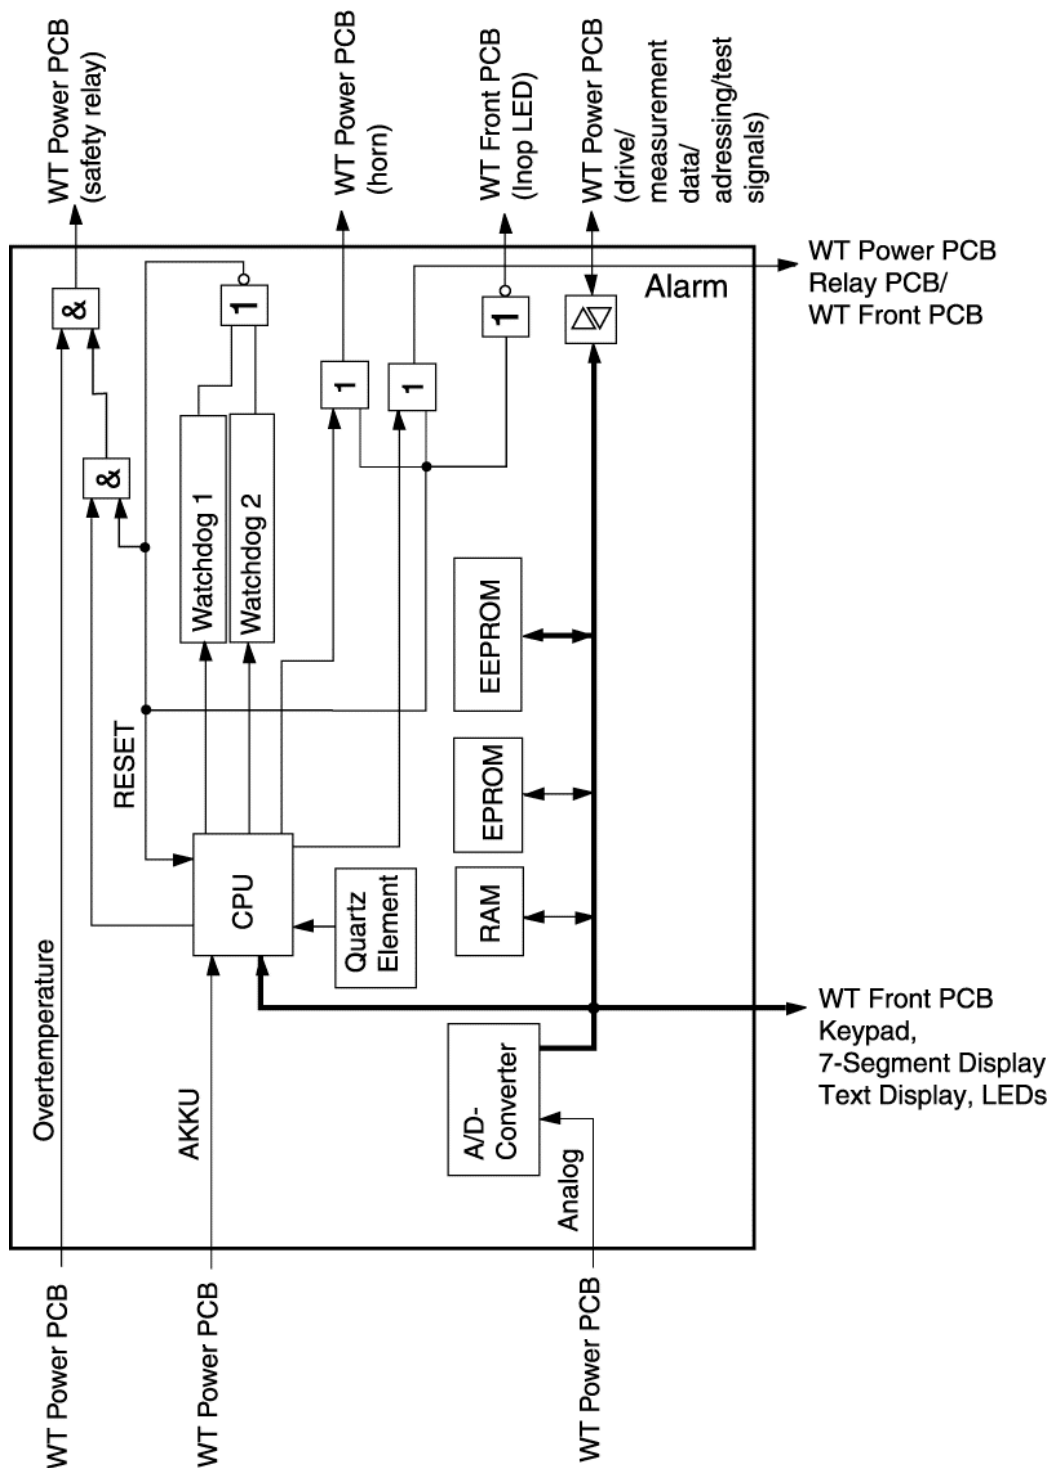 WT Power PCB
(safety relay)
WT Power PCB
(horn)
WT Front PCB
(Inop LED)
WT Power PCB
(drive/
measurement
data/
adressing/test
signals)
&
&
1
1
1
1
Alarm
WT Power PCB
Relay PCB/
WT Front PCB
Watchdog 1
Watchdog 2
RESET
EEPROM
EPROM
RAM
CPU
Quartz
Element
Overtemperature
AKKU
A/D-
Converter
Analog
WT Front PCB
Keypad,
7-Segment Display
Text Display, LEDs
WT Power PCB
WT Power PCB
WT Power PCB